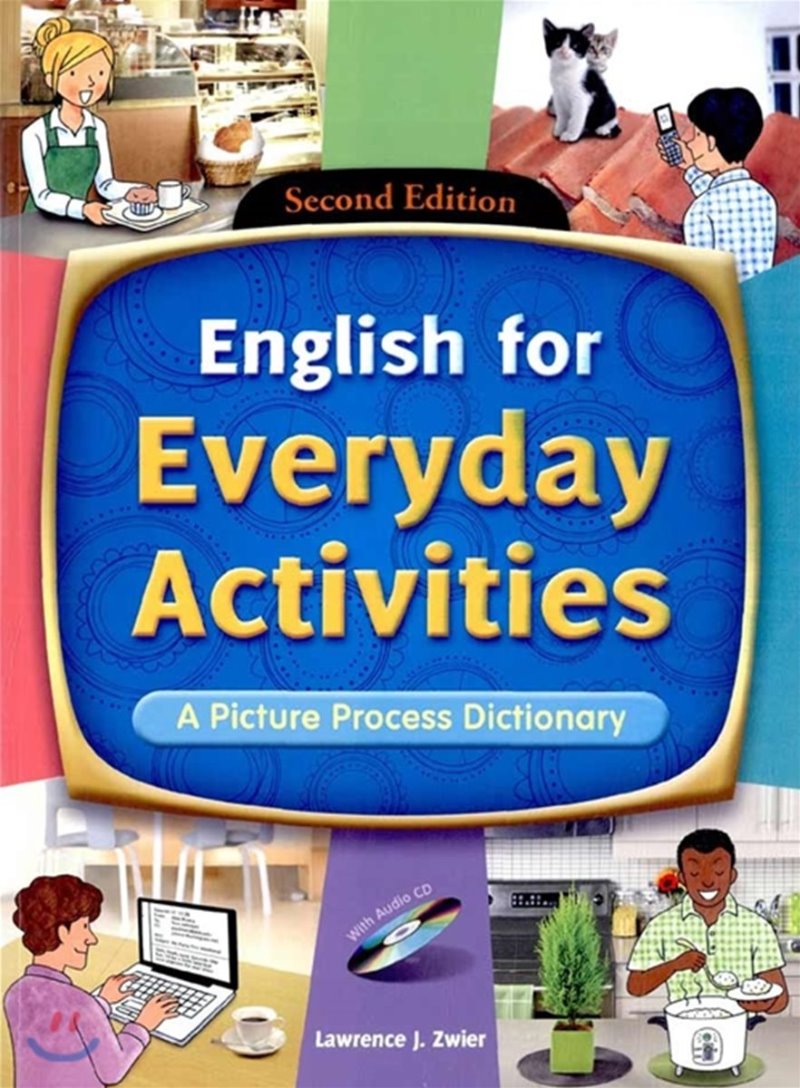 Second Edition
English for
Everyday
Activities
A Picture Process Dictionary
With Audio CD
Lawrence J. Zwier